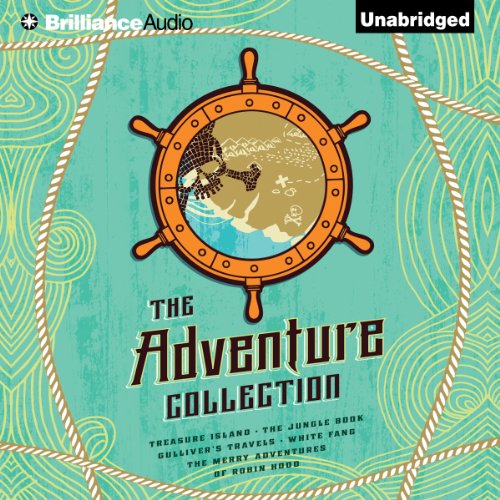 BrillianceAudio
Unabridged
THE
Adventure
COLLECTION
TREASURE ISLAND · THE JUNGLE BOOK
GULLIVER'S TRAVELS · WHITE FANG
THE MERRY ADVENTURES
OF ROBIN HOOD